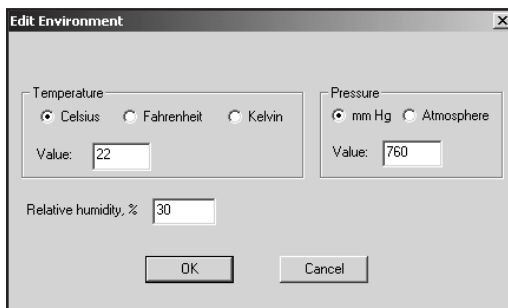 Edit Environment
Temperature
Celsius Fahrenheit Kelvin
Value: 22
Pressure
mm Hg Atmosphere
Value: 760
Relative humidity, % 30
OK Cancel